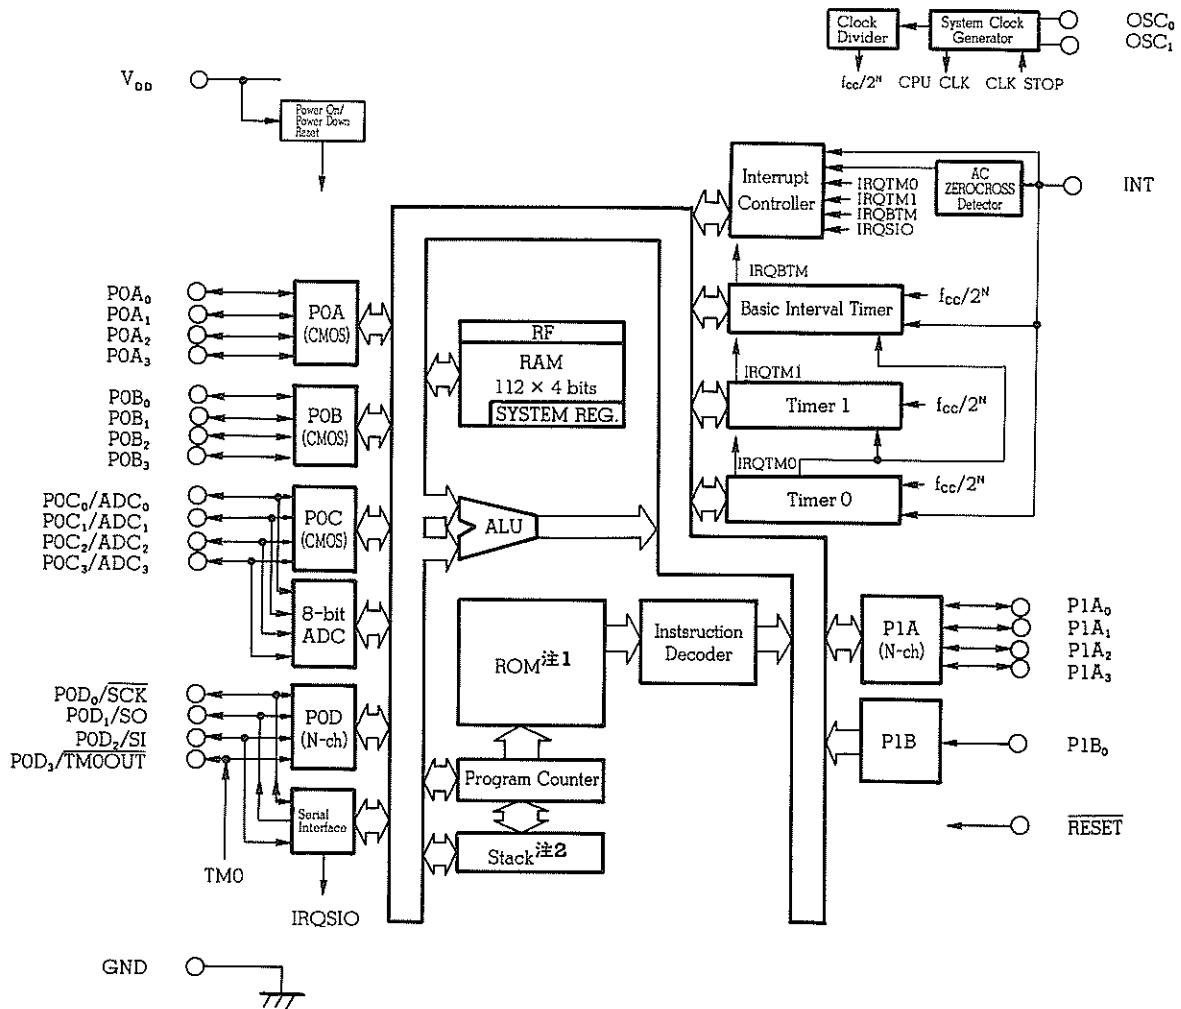 Clock
Divider
System Clock
Generator
OSC₀
OSC₁
V_DD
f_CC/2ᴺ
CPU CLK
CLK STOP
Power On/
Power Down
Reset
Interrupt
Controller
IRQTM0
IRQTM1
IRQBTM
IRQSIO
AC
ZEROCROSS
Detector
INT
IRQBTM
Basic Interval Timer
f_CC/2ᴺ
IRQTM1
Timer 1
f_CC/2ᴺ
IRQTM0
Timer 0
f_CC/2ᴺ
P0A₀
P0A₁
P0A₂
P0A₃
P0A
(CMOS)
RF
RAM
112 × 4 bits
SYSTEM REG.
P0B₀
P0B₁
P0B₂
P0B₃
P0B
(CMOS)
P0C₀/ADC₀
P0C₁/ADC₁
P0C₂/ADC₂
P0C₃/ADC₃
P0C
(CMOS)
ALU
8-bit
ADC
ROM注1
Instsruction
Decoder
P1A
(N-ch)
P1A₀
P1A₁
P1A₂
P1A₃
P0D₀/SCK
P0D₁/SO
P0D₂/SI
P0D₃/TM0OUT
P0D
(N-ch)
P1B
P1B₀
Program Counter
Serial
Interface
Stack注2
RESET
TM0
IRQSIO
GND